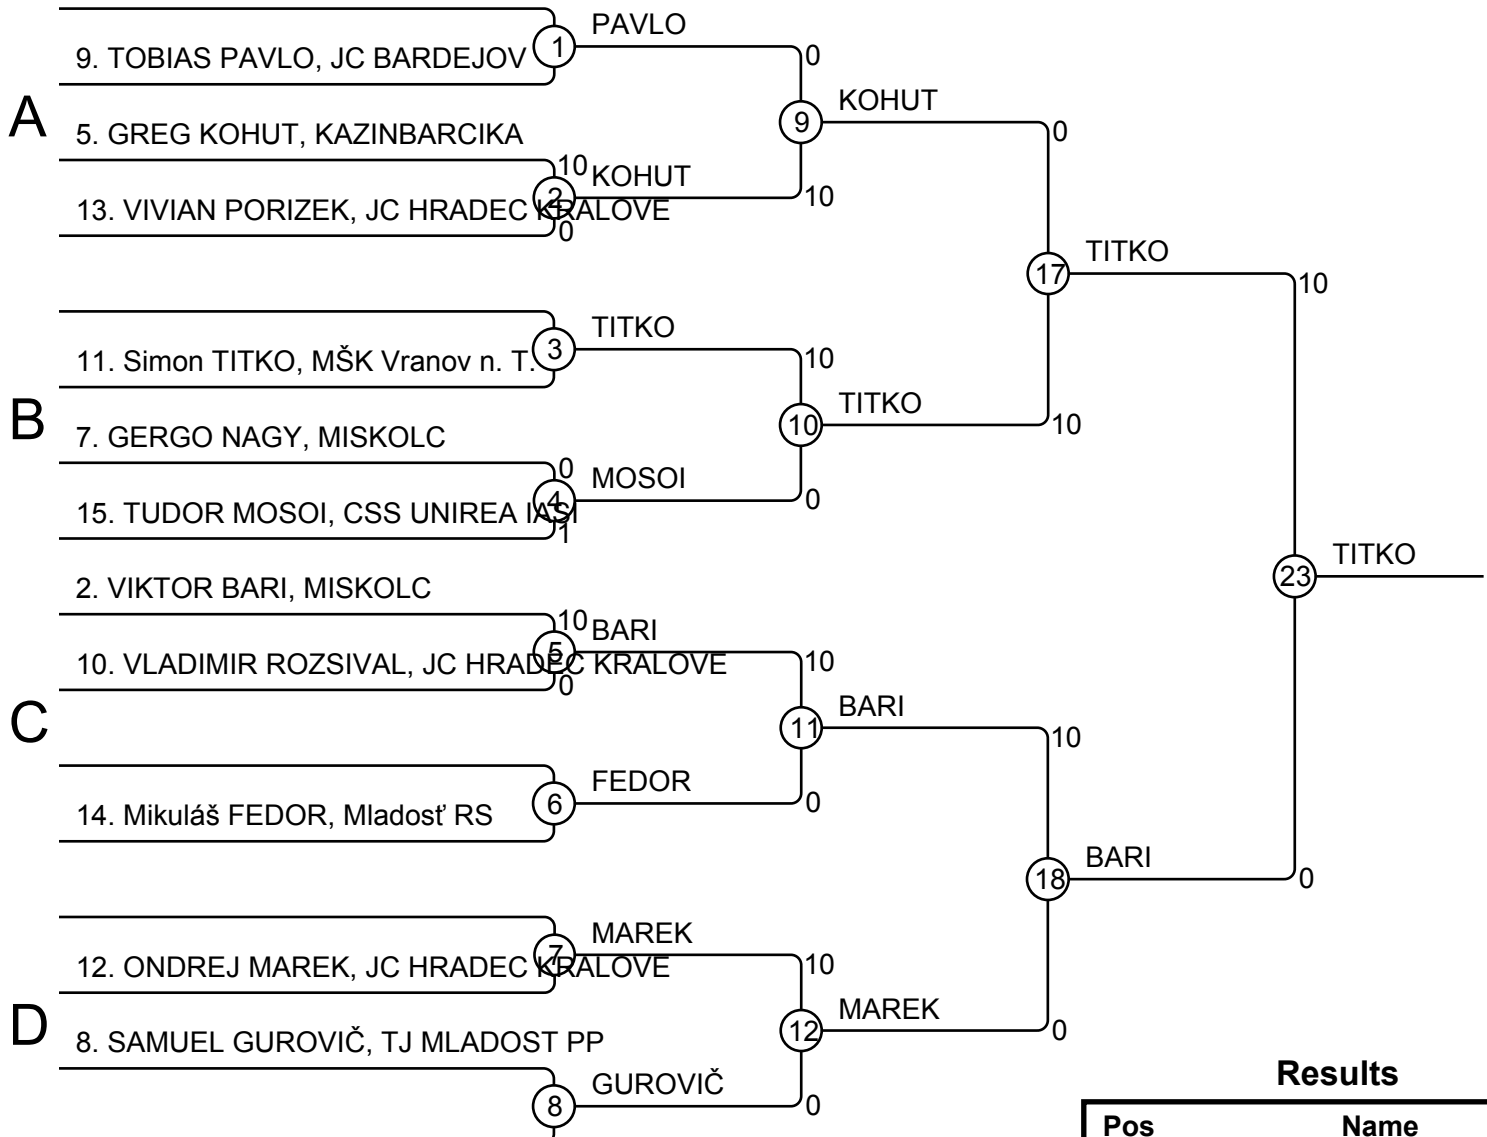 PAVLO
9. TOBIAS PAVLO, JC BARDEJOV
1
0
A
KOHUT
9
0
5. GREG KOHUT, KAZINBARCIKA
10
KOHUT
2
10
13. VIVIAN PORIZEK, JC HRADEC KRALOVE
0
TITKO
17
10
TITKO
3
11. Simon TITKO, MŠK Vranov n. T.
10
B
TITKO
10
10
7. GERGO NAGY, MISKOLC
0
MOSOI
4
0
15. TUDOR MOSOI, CSS UNIREA IASI
1
TITKO
23
2. VIKTOR BARI, MISKOLC
10
BARI
5
10
10. VLADIMIR ROZSIVAL, JC HRADEC KRALOVE
0
C
BARI
11
10
FEDOR
6
0
14. Mikuláš FEDOR, Mladosť RS
BARI
18
0
MAREK
7
10
12. ONDREJ MAREK, JC HRADEC KRALOVE
D
MAREK
12
0
8. SAMUEL GUROVIČ, TJ MLADOST PP
GUROVIČ
8
0
Results
Pos Name